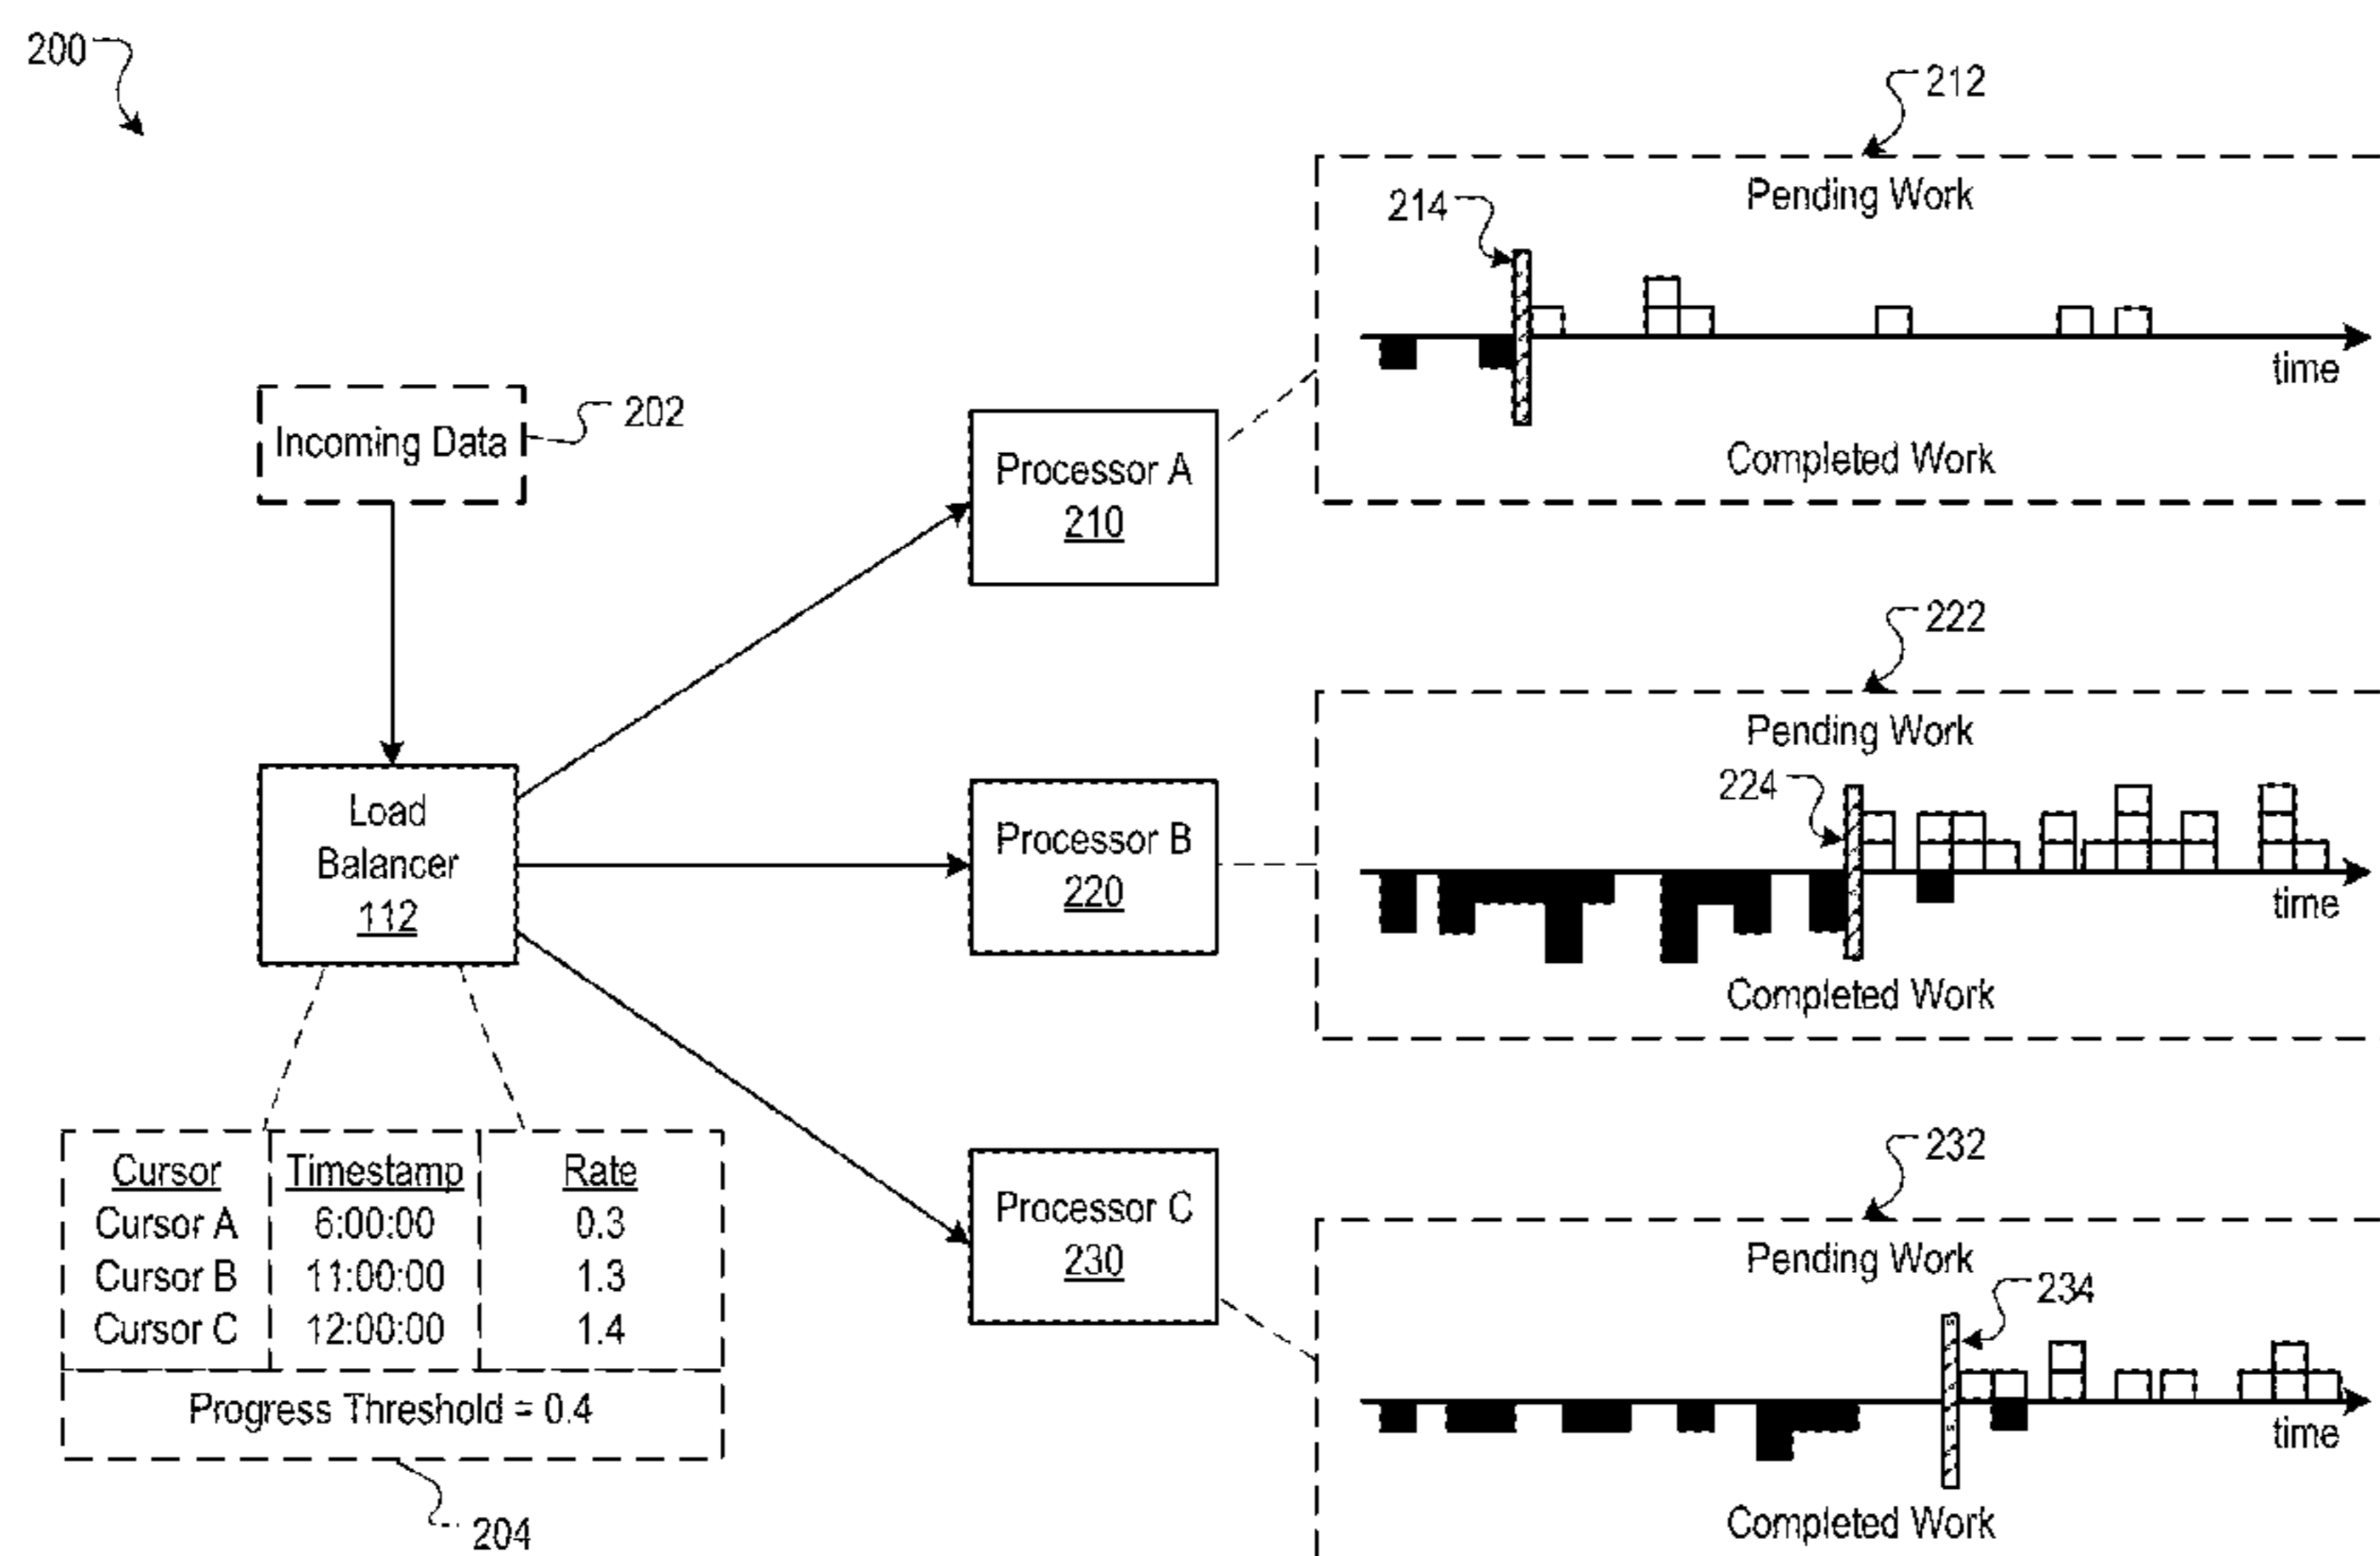 200
212
Pending Work
214
time
Completed Work
Incoming Data
202
Processor A
210
222
Pending Work
224
time
Completed Work
Load
Balancer
112
Processor B
220
232
Pending Work
234
time
Completed Work
Processor C
230
Cursor Timestamp Rate
Cursor A 6:00:00 0.3
Cursor B 11:00:00 1.3
Cursor C 12:00:00 1.4
Progress Threshold = 0.4
204